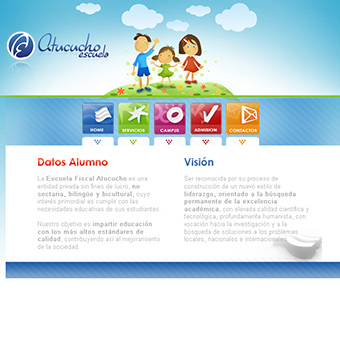 Atucucho
escuela
HOME
SERVICIOS
CAMPUS
ADMISION
CONTACTOS
Datos Alumno
La Escuela Fiscal Atucucho es una
entidad privada sin fines de lucro, no
sectaria, bilingüe y bicultural, cuyo
interés primordial es cumplir con las
necesidades educativas de sus estudiantes.
Nuestro objetivo es impartir educación
con los más altos estándares de
calidad, contribuyendo así al mejoramiento
de la sociedad.
Visión
Ser reconocida por su proceso de
construcción de un nuevo estilo de
liderazgo, orientado a la búsqueda
permanente de la excelencia
académica, con elevada calidad científica y
tecnológica, profundamente humanista, con
vocación hacia la investigación y a la
búsqueda de soluciones a los problemas
locales, nacionales e internacionales.